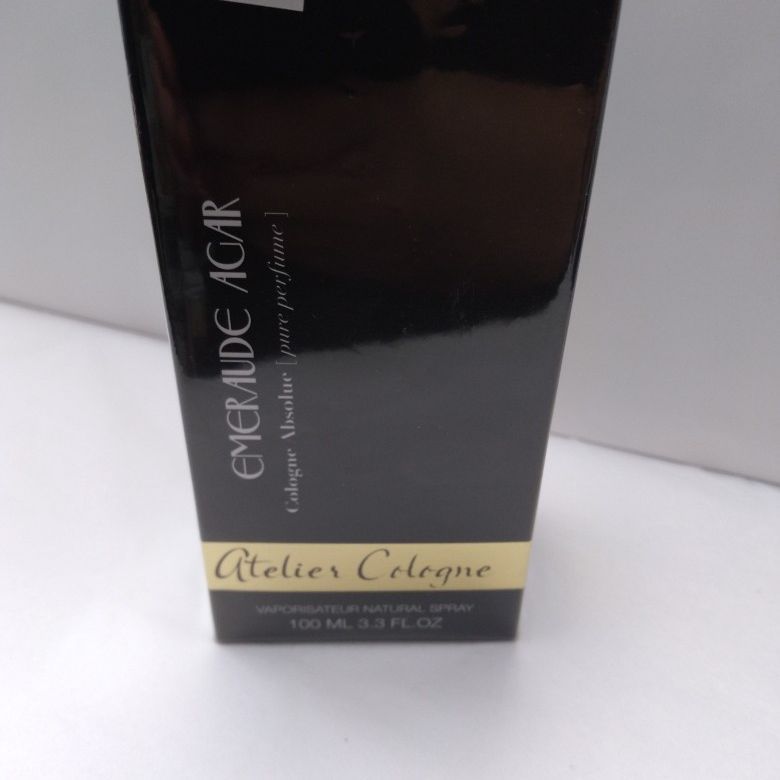 EMERAUDE AGAR
Cologne Absolue [ pure perfume ]
Atelier Cologne
VAPORISATEUR NATURAL SPRAY
100 ML 3.3 FL.OZ